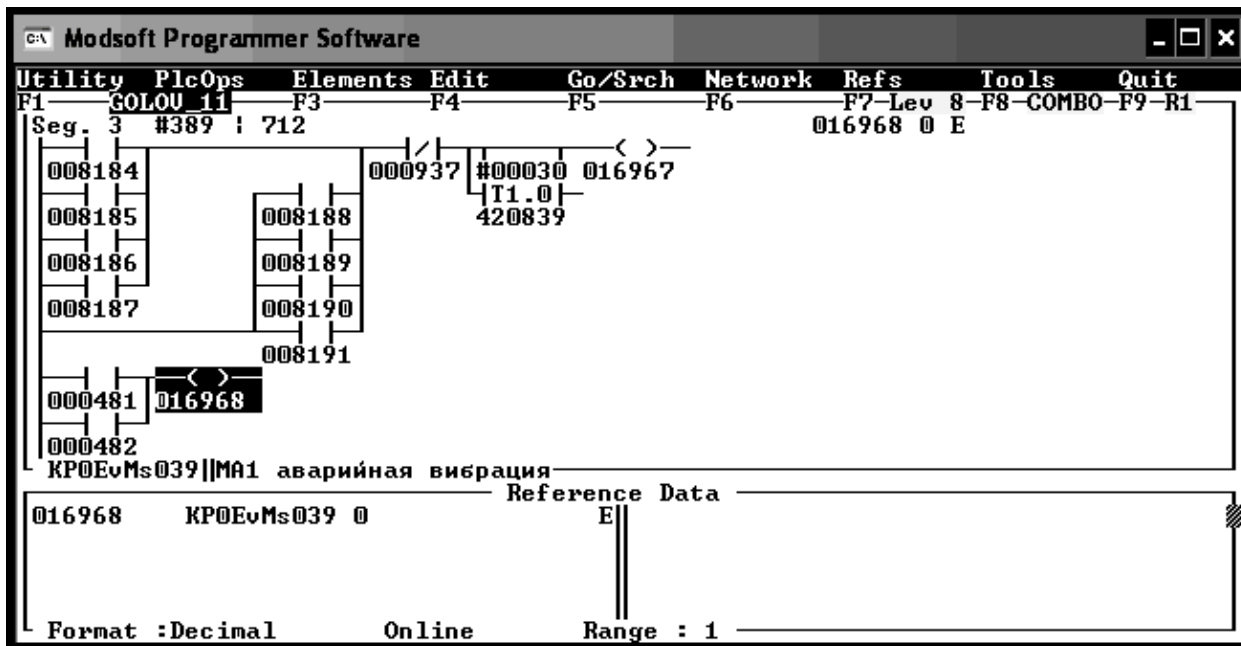 C:\ Modsoft Programmer Software
Utility PlcOps Elements Edit Go/Srch Network Refs Tools Quit
F1 GOLOV_11 F3 F4 F5 F6 F7-Lev 8-F8-COMBO-F9-R1
Seg. 3 #389 | 712 016968 0 E
008184 000937 #00030 016967
T1.0
008185 008188 420839
008186 008189
008187 008190
008191
000481 016968
000482
KP0EvMs039||MA1 аварийная вибрация
Reference Data
016968 KP0EvMs039 0 E
Format :Decimal Online Range : 1